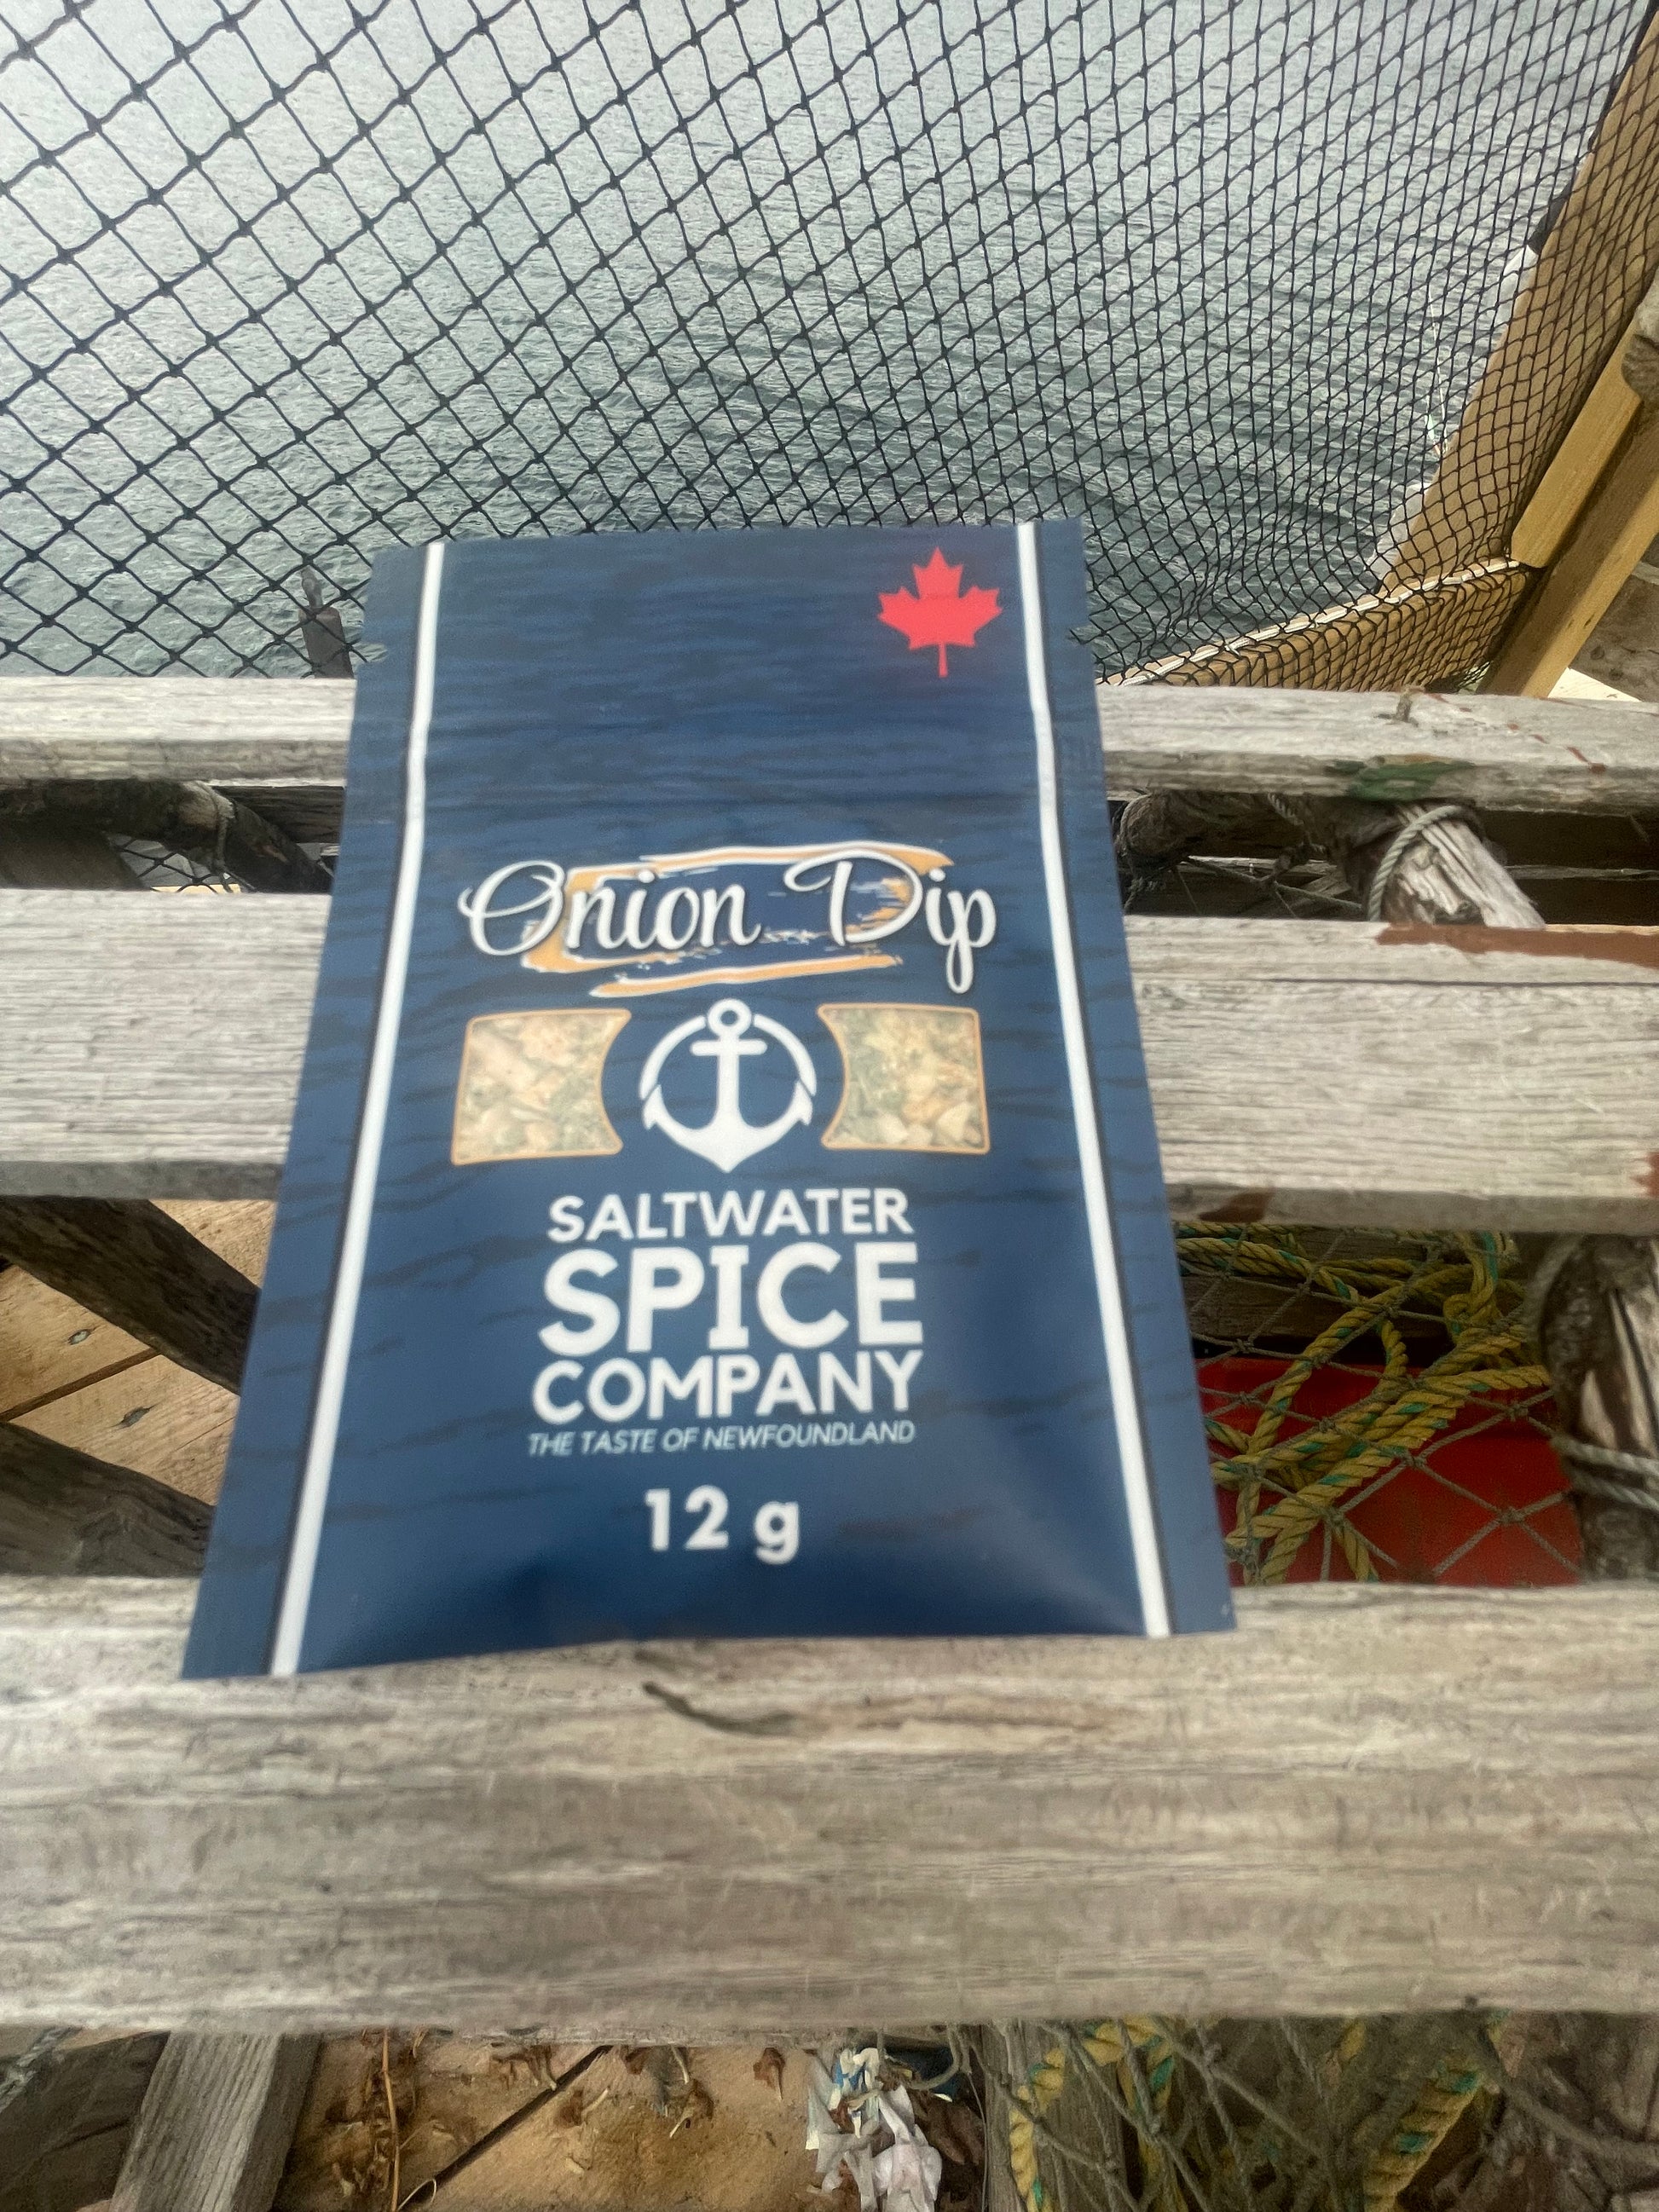 Onion Dip
SALTWATER
SPICE
COMPANY
THE TASTE OF NEWFOUNDLAND
12 g